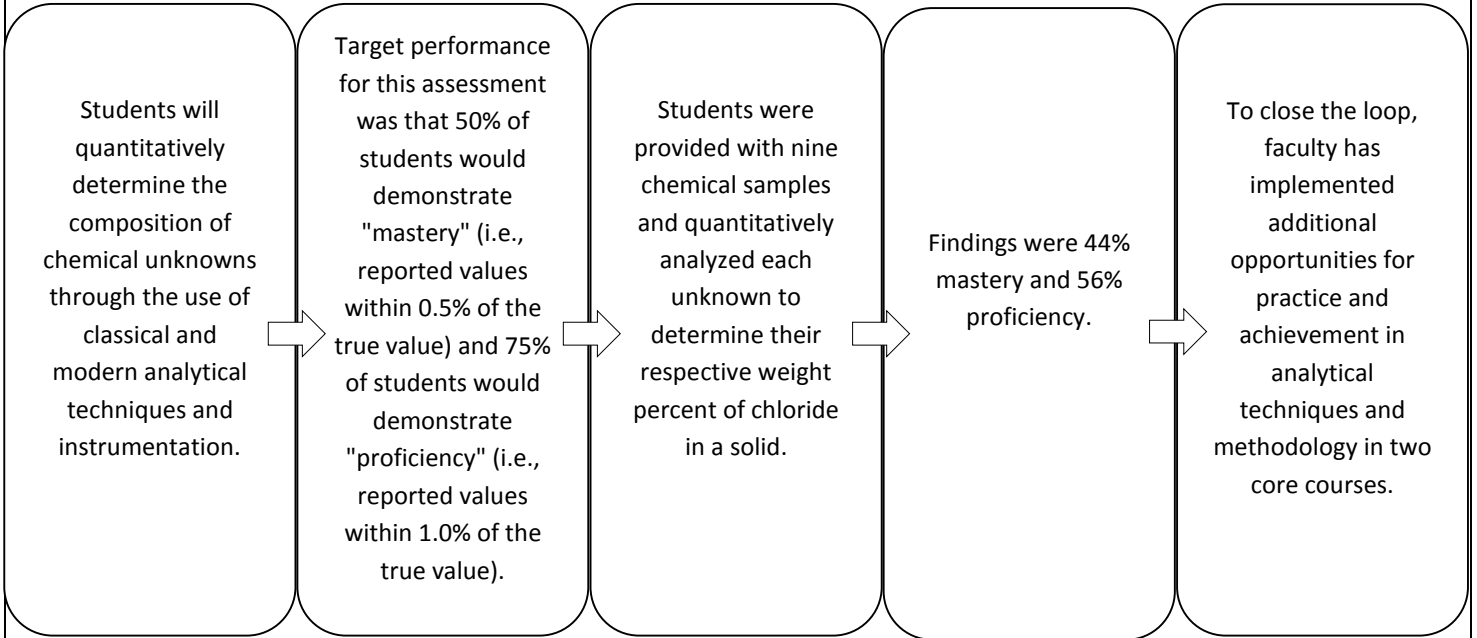 Students will
quantitatively
determine the
composition of
chemical unknowns
through the use of
classical and
modern analytical
techniques and
instrumentation.
Target performance
for this assessment
was that 50% of
students would
demonstrate
"mastery" (i.e.,
reported values
within 0.5% of the
true value) and 75%
of students would
demonstrate
"proficiency" (i.e.,
reported values
within 1.0% of the
true value).
Students were
provided with nine
chemical samples
and quantitatively
analyzed each
unknown to
determine their
respective weight
percent of chloride
in a solid.
Findings were 44%
mastery and 56%
proficiency.
To close the loop,
faculty has
implemented
additional
opportunities for
practice and
achievement in
analytical
techniques and
methodology in two
core courses.